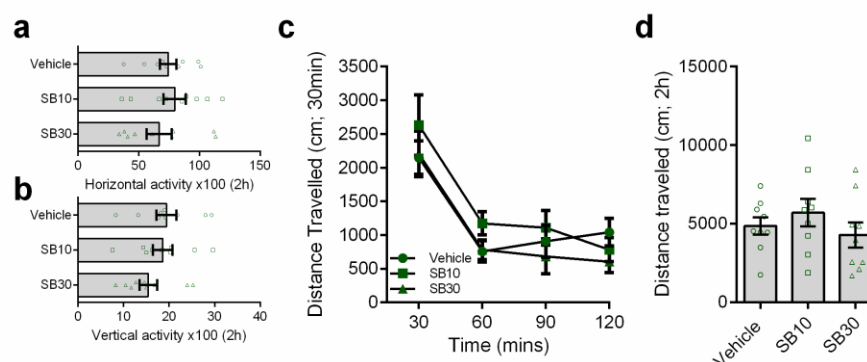 a
Vehicle
SB10
SB30
0 50 100 150
Horizontal activity x100 (2h)
b
Vehicle
SB10
SB30
0 10 20 30 40
Vertical activity x100 (2h)
c
Distance Travelled (cm; 30min)
3500
3000
2500
2000
1500
1000
500
0
Vehicle
SB10
SB30
30 60 90 120
Time (mins)
d
Distance traveled (cm; 2h)
15000
10000
5000
0
Vehicle
SB10
SB30